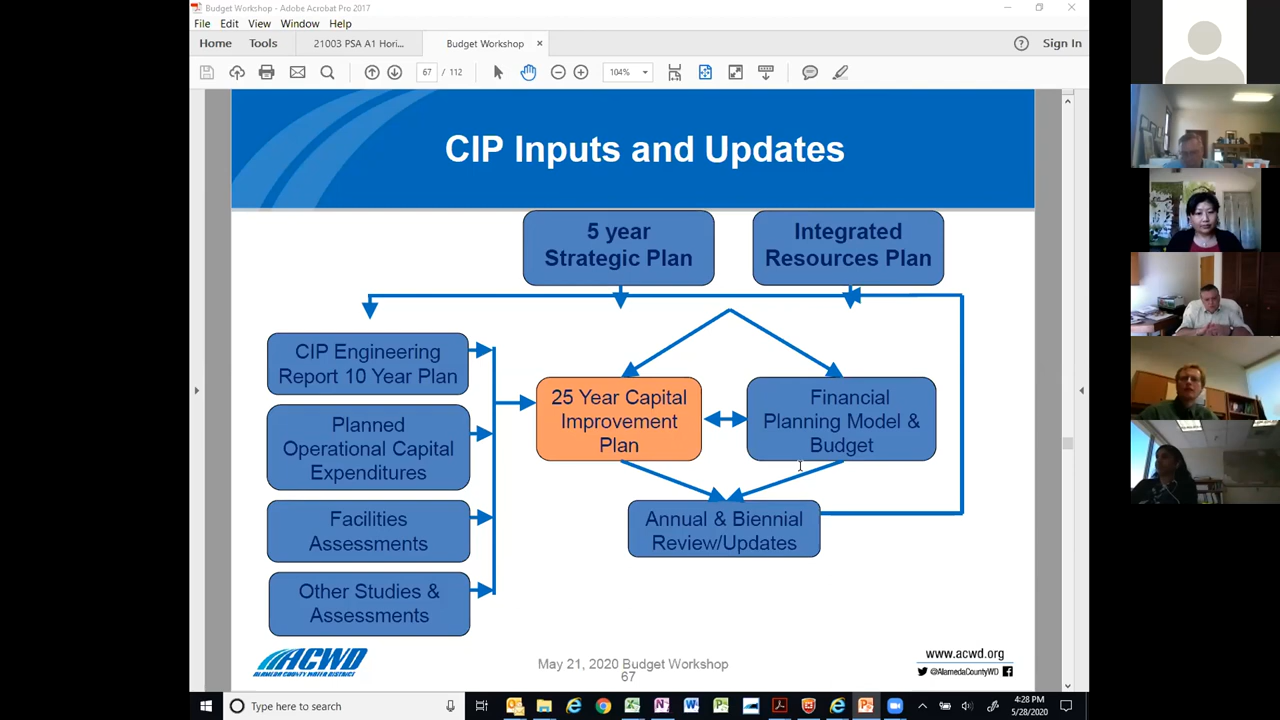 Budget Workshop - Adobe Acrobat Pro 2017
File Edit View Window Help
Home Tools 21003 PSA A1 Hori... Budget Workshop × Sign In
67 / 112 104%
CIP Inputs and Updates
5 year
Strategic Plan
Integrated
Resources Plan
CIP Engineering
Report 10 Year Plan
Planned
Operational Capital
Expenditures
Facilities
Assessments
Other Studies &
Assessments
25 Year Capital
Improvement
Plan
Financial
Planning Model &
Budget
Annual & Biennial
Review/Updates
ACWD
ALAMEDA COUNTY WATER DISTRICT
May 21, 2020 Budget Workshop
67
www.acwd.org
@AlamedaCountyWD
Type here to search
4:28 PM
5/28/2020